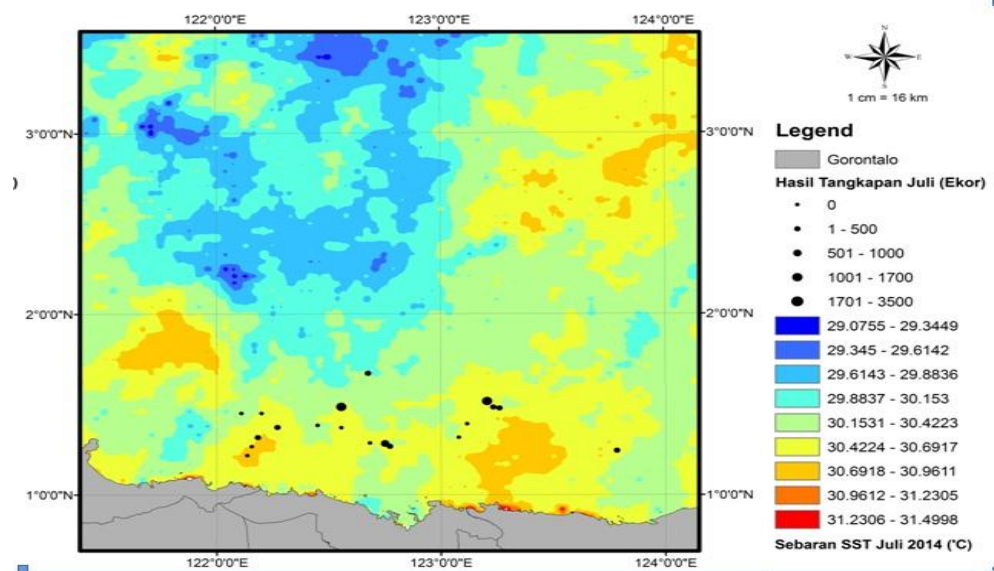 122°0'0"E 123°0'0"E 124°0'0"E
3°0'0"N
2°0'0"N
1°0'0"N
)
3°0'0"N
2°0'0"N
1°0'0"N
122°0'0"E 123°0'0"E 124°0'0"E
N
W E
S
1 cm = 16 km
Legend
Gorontalo
Hasil Tangkapan Juli (Ekor)
0
1 - 500
501 - 1000
1001 - 1700
1701 - 3500
29.0755 - 29.3449
29.345 - 29.6142
29.6143 - 29.8836
29.8837 - 30.153
30.1531 - 30.4223
30.4224 - 30.6917
30.6918 - 30.9611
30.9612 - 31.2305
31.2306 - 31.4998
Sebaran SST Juli 2014 (°C)